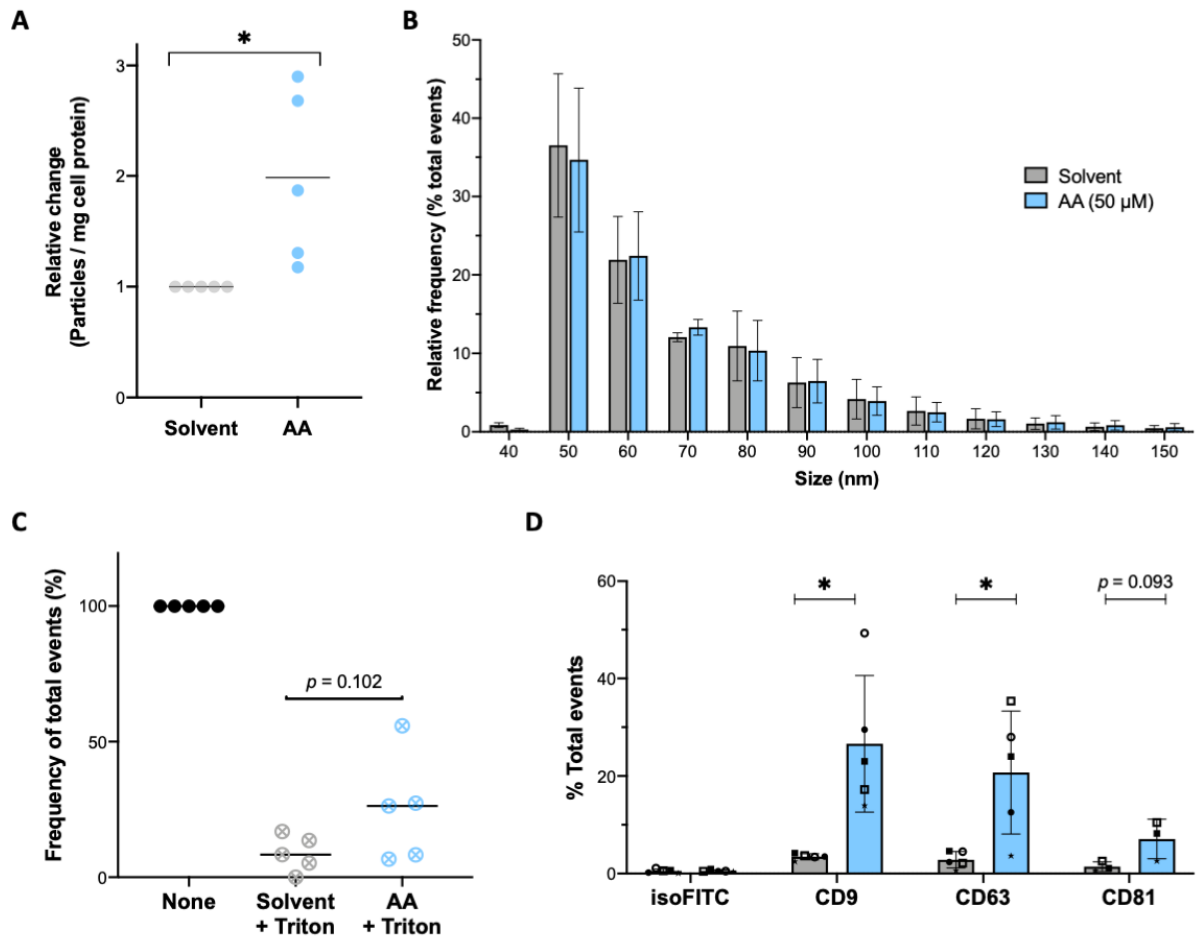 A
Relative change
(Particles / mg cell protein)
3
2
1
0
*
Solvent
AA
B
Relative frequency (% total events)
50
40
30
20
10
0
Solvent
AA (50 µM)
40 50 60 70 80 90 100 110 120 130 140 150
Size (nm)
C
Frequency of total events (%)
100
50
0
p = 0.102
None
Solvent
+ Triton
AA
+ Triton
D
% Total events
60
40
20
0
*
*
p = 0.093
isoFITC
CD9
CD63
CD81